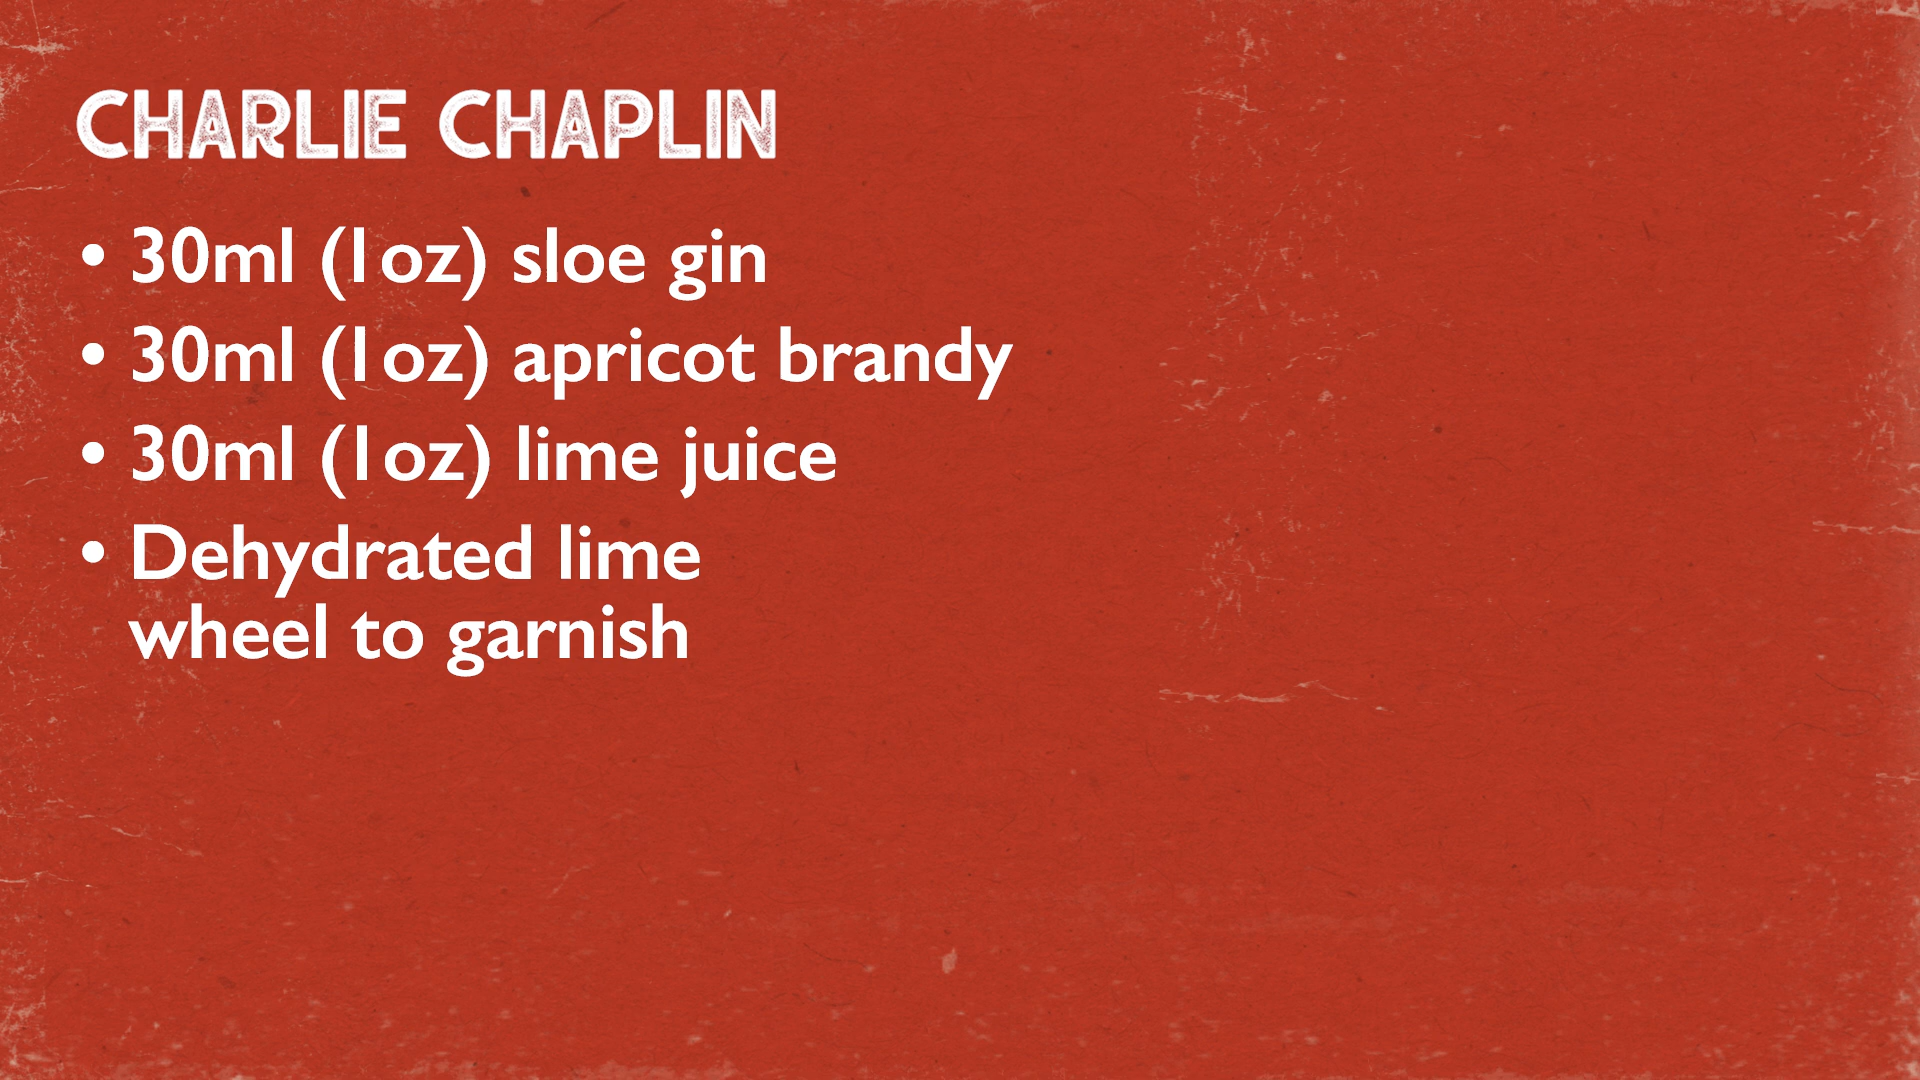 CHARLIE CHAPLIN
• 30ml (1oz) sloe gin
• 30ml (1oz) apricot brandy
• 30ml (1oz) lime juice
• Dehydrated lime
wheel to garnish